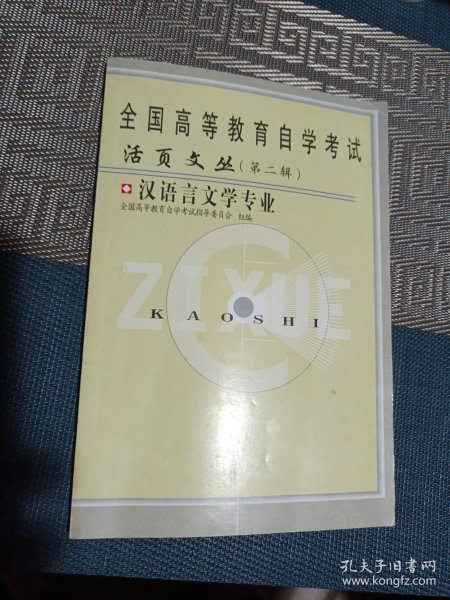 全国高等教育自学考试
活页文丛(第二辑)
汉语言文学专业
全国高等教育自学考试指导委员会 组编
ZIXUE
KAOSHI
孔夫子旧书网
www.kongfz.com